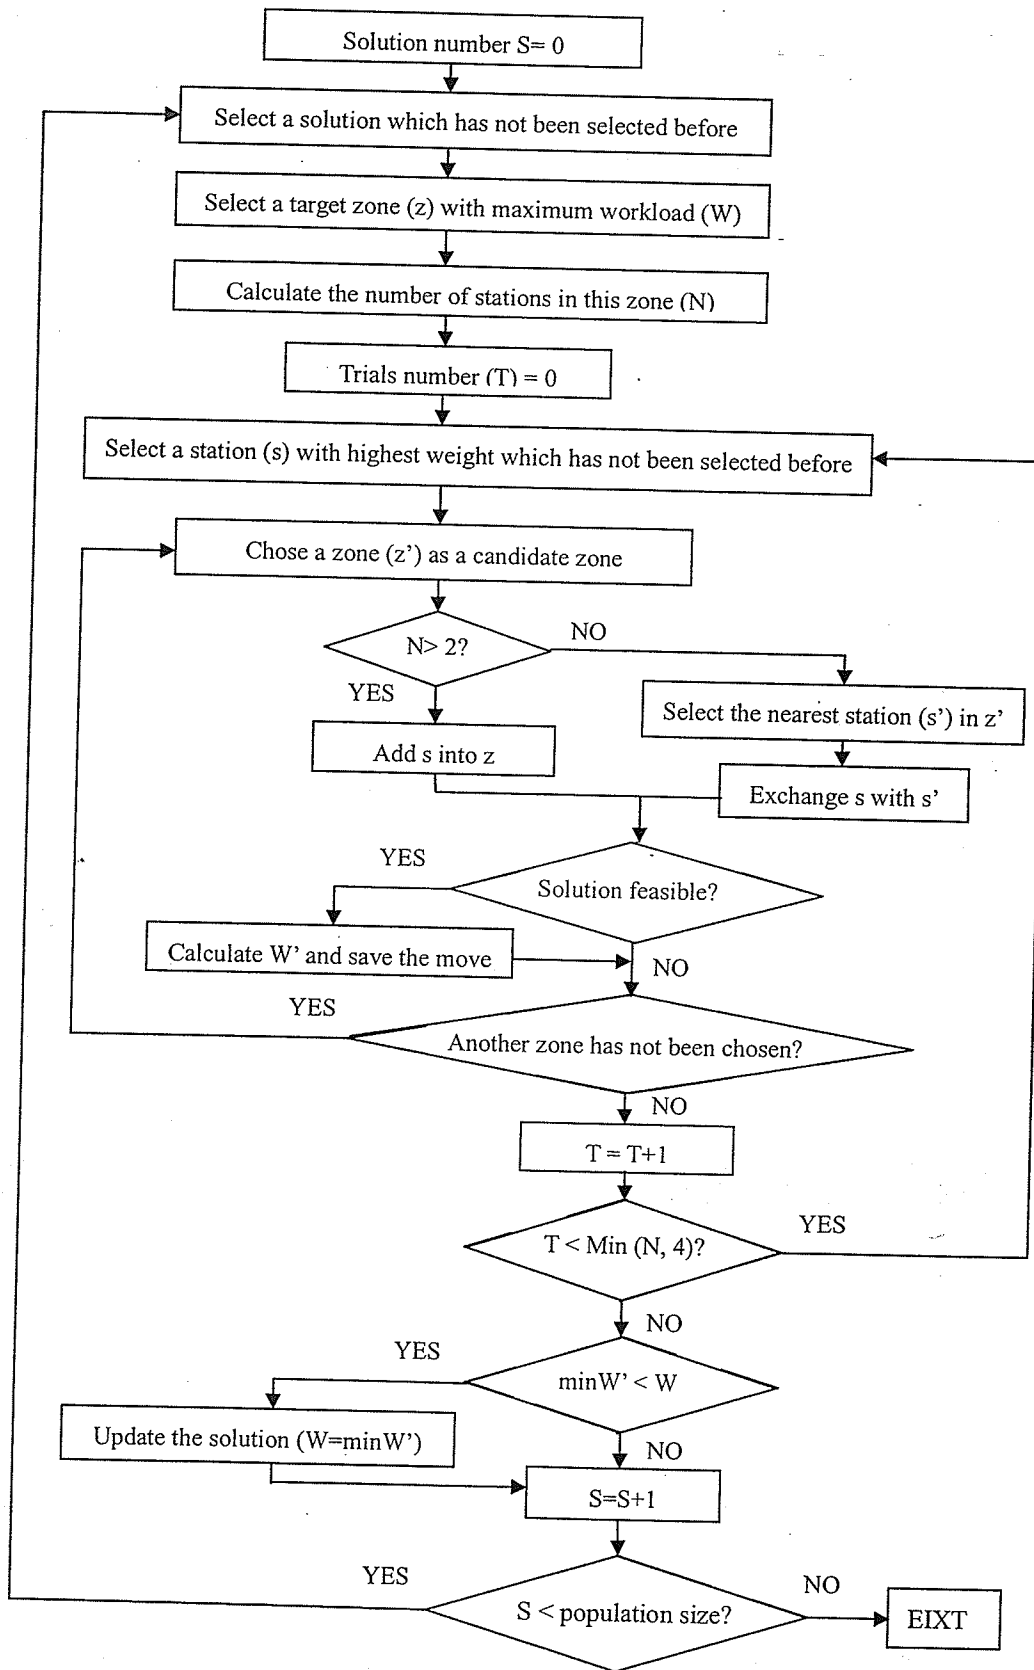 Solution number S= 0
Select a solution which has not been selected before
Select a target zone (z) with maximum workload (W)
Calculate the number of stations in this zone (N)
Trials number (T) = 0
Select a station (s) with highest weight which has not been selected before
Chose a zone (z') as a candidate zone
N> 2?
NO
YES
Select the nearest station (s') in z'
Add s into z
Exchange s with s'
YES
Solution feasible?
Calculate W' and save the move
NO
YES
Another zone has not been chosen?
NO
T = T+1
YES
T < Min (N, 4)?
NO
YES
minW' < W
Update the solution (W=minW')
NO
S=S+1
YES
NO
S < population size?
EIXT